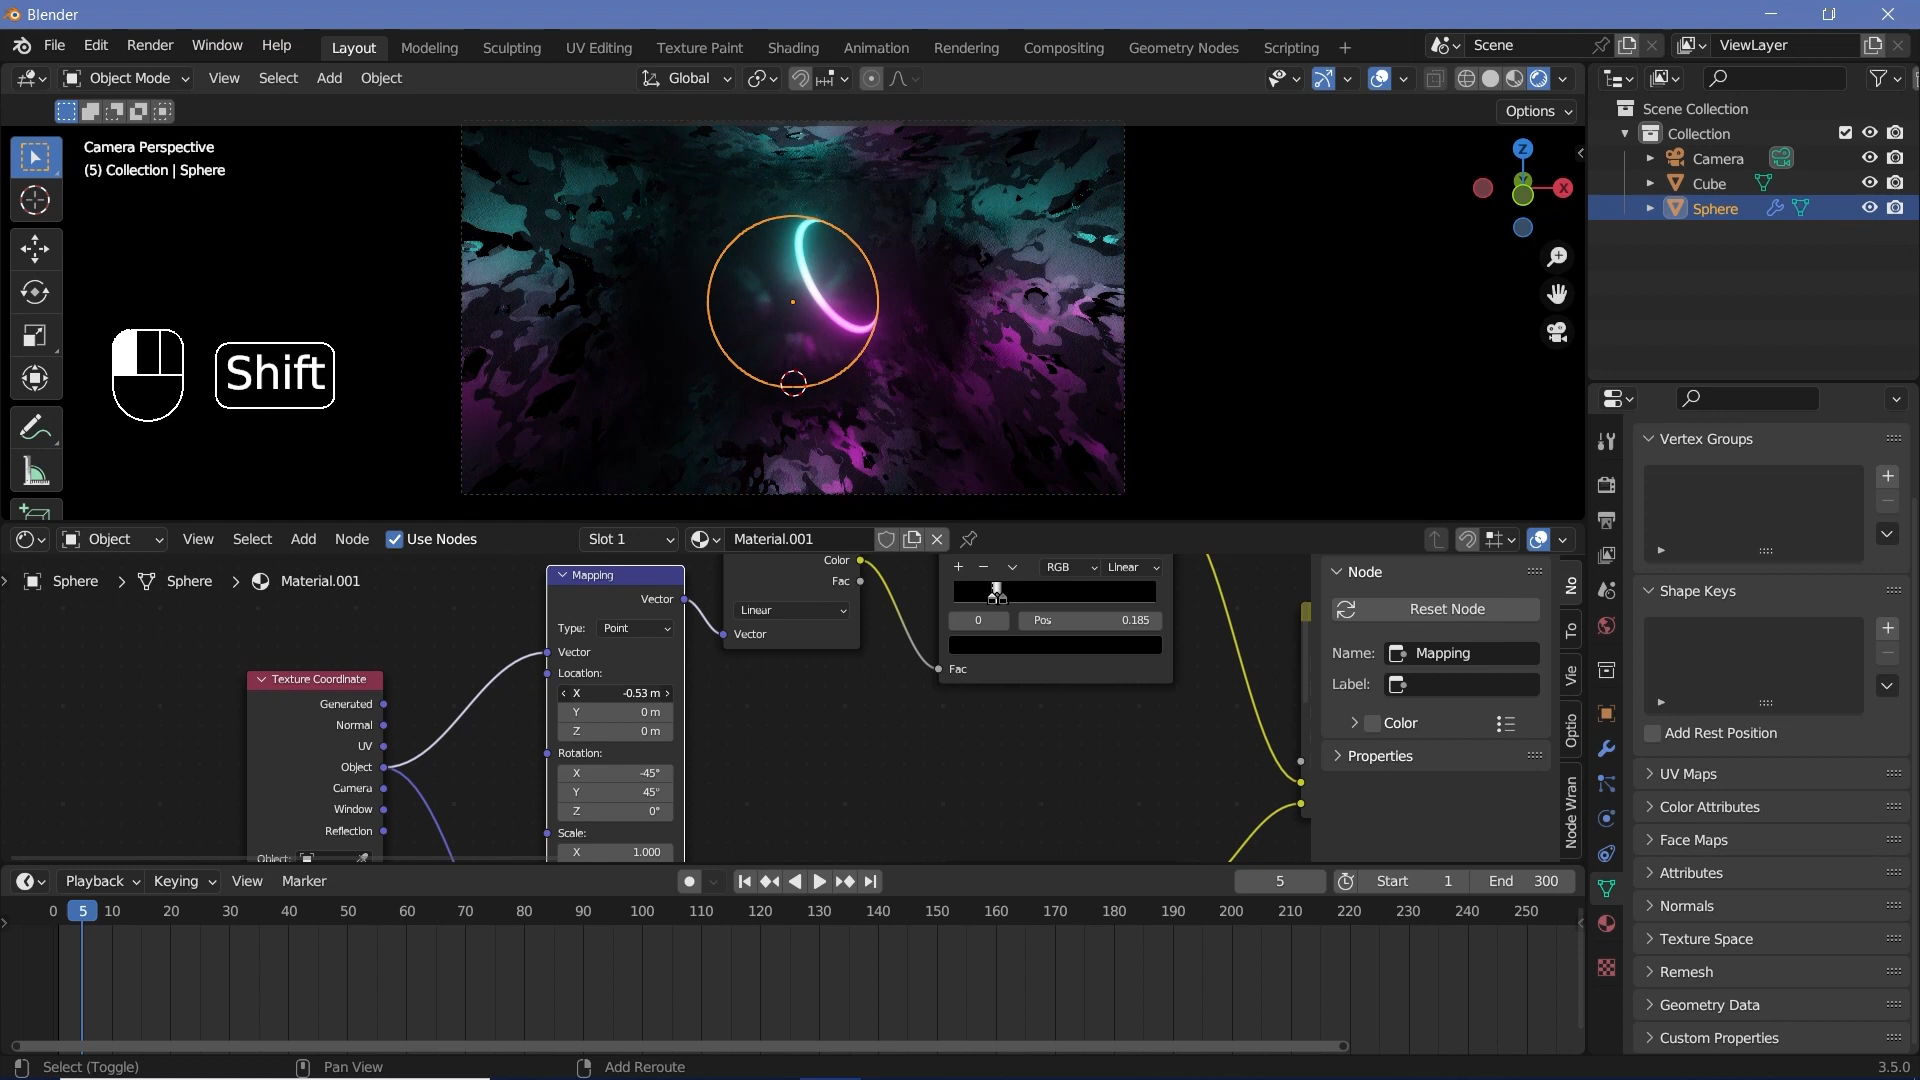 Blender
File Edit Render Window Help Layout Modeling Sculpting UV Editing Texture Paint Shading Animation Rendering Compositing Geometry Nodes Scripting Scene ViewLayer
Object Mode View Select Add Object Global
Options
Camera Perspective
(5) Collection | Sphere
Z
X
Shift
Scene Collection
Collection
Camera
Cube
Sphere
Object View Select Add Node Use Nodes Slot 1 Material.001
Sphere Sphere Material.001
Texture Coordinate
Generated
Normal
UV
Object
Camera
Window
Reflection
Object:
Mapping
Vector
Type: Point
Vector
Location:
X -0.53 m
Y 0 m
Z 0 m
Rotation:
X -45°
Y 45°
Z 0°
Scale:
X 1.000
Color
Fac
Linear
Vector
RGB Linear
0 Pos 0.185
Fac
Node
Reset Node
Name: Mapping
Label:
Color
Properties
No
To
Vie
Optio
Node Wran
Vertex Groups
Shape Keys
Add Rest Position
UV Maps
Color Attributes
Face Maps
Attributes
Normals
Texture Space
Remesh
Geometry Data
Custom Properties
Playback Keying View Marker 5 Start 1 End 300
0 5 10 20 30 40 50 60 70 80 90 100 110 120 130 140 150 160 170 180 190 200 210 220 230 240 250
Select (Toggle) Pan View Add Reroute 3.5.0